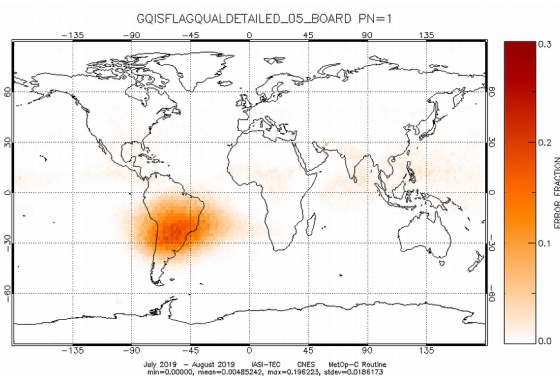 GQISFLAGQUALDETAILED_05_BOARD PN=1
−135 −90 −45 0 45 90 135
60 60
30 30
0 0
−30 −30
−60 −60
−135 −90 −45 0 45 90 135
0.3
0.2
0.1
0.0
ERROR FRACTION
July 2019 − August 2019 IASI−TEC CNES MetOp−C Routine
min=0.00000, mean=0.00485242, max=0.196223, stdev=0.0186173